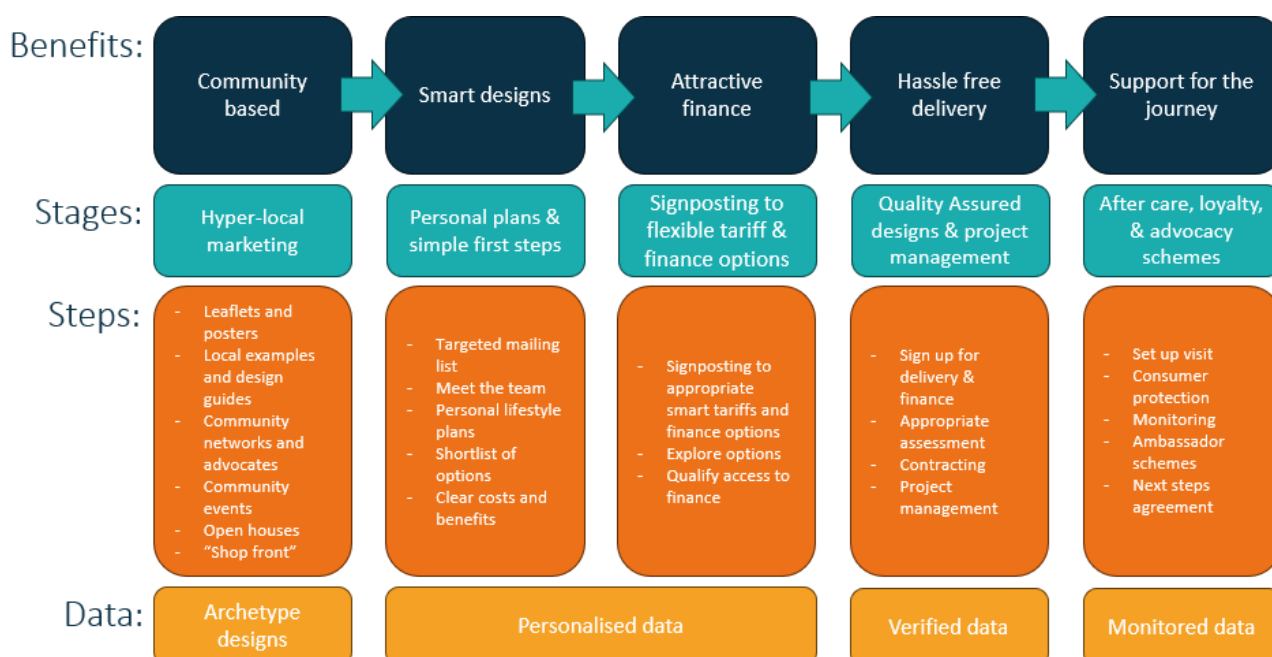 Benefits:
Community
based
Smart designs
Attractive
finance
Hassle free
delivery
Support for the
journey
Stages:
Hyper-local
marketing
Personal plans &
simple first steps
Signposting to
flexible tariff &
finance options
Quality Assured
designs & project
management
After care, loyalty,
& advocacy
schemes
Steps:
- Leaflets and
posters
- Local examples
and design
guides
- Community
networks and
advocates
- Community
events
- Open houses
- “Shop front”
- Targeted mailing
list
- Meet the team
- Personal lifestyle
plans
- Shortlist of
options
- Clear costs and
benefits
- Signposting to
appropriate
smart tariffs and
finance options
- Explore options
- Qualify access to
finance
- Sign up for
delivery &
finance
- Appropriate
assessment
- Contracting
- Project
management
- Set up visit
- Consumer
protection
- Monitoring
- Ambassador
schemes
- Next steps
agreement
Data:
Archetype
designs
Personalised data
Verified data
Monitored data